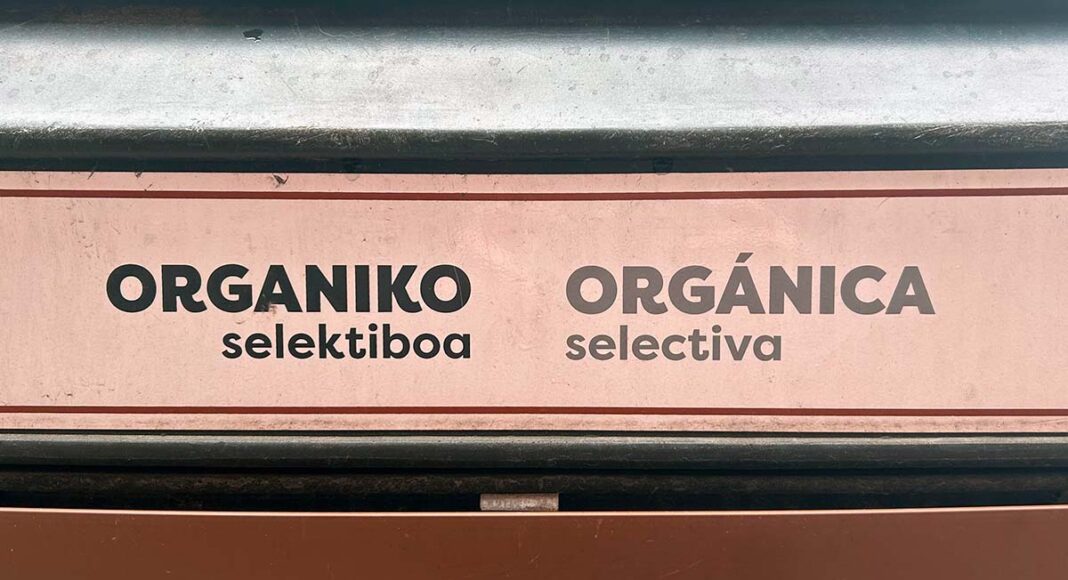 ORGANIKO
selektiboa
ORGÁNICA
selectiva